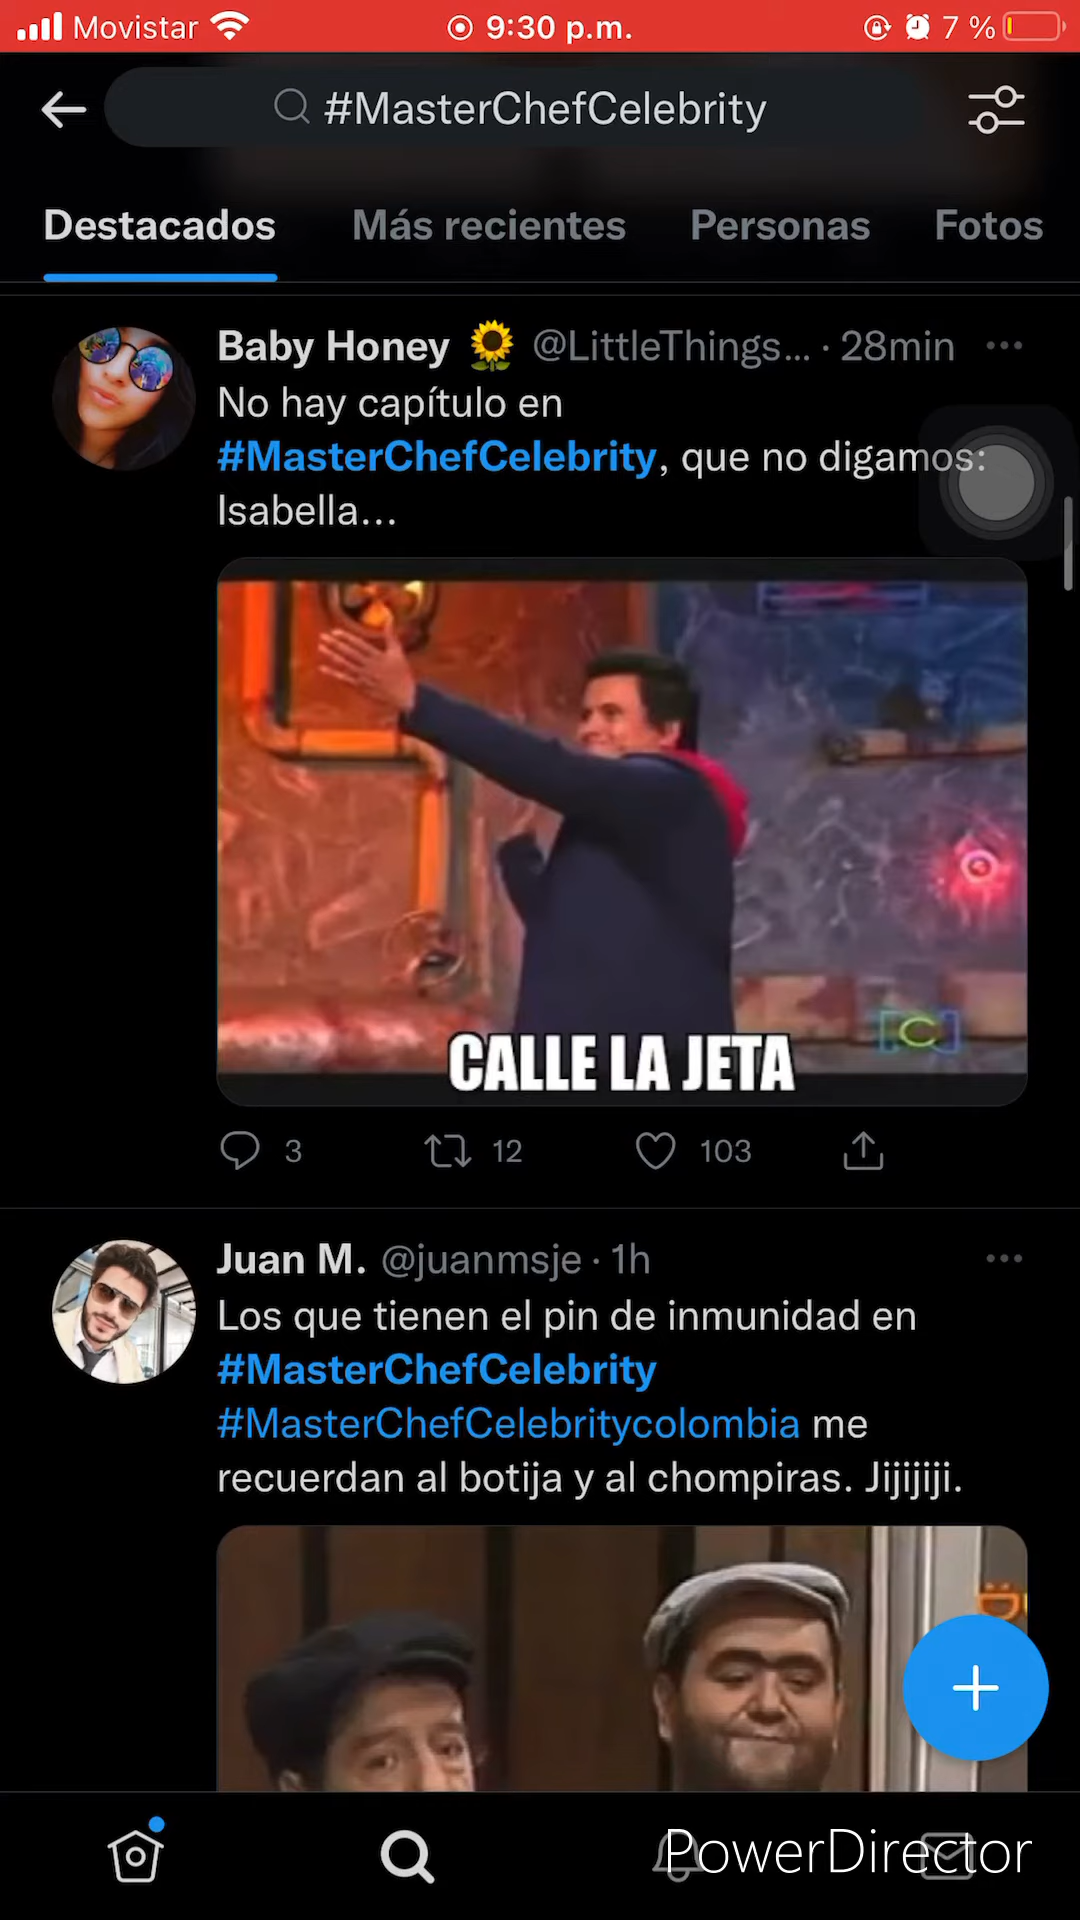 Movistar 9:30 p.m. 7 %
#MasterChefCelebrity
Destacados Más recientes Personas Fotos
Baby Honey 🌻 @LittleThings... · 28min
No hay capítulo en
#MasterChefCelebrity, que no digamos:
Isabella...
CALLE LA JETA
3 12 103
Juan M. @juanmsje · 1h
Los que tienen el pin de inmunidad en
#MasterChefCelebrity
#MasterChefCelebritycolombia me
recuerdan al botija y al chompiras. Jijijiji.
PowerDirector